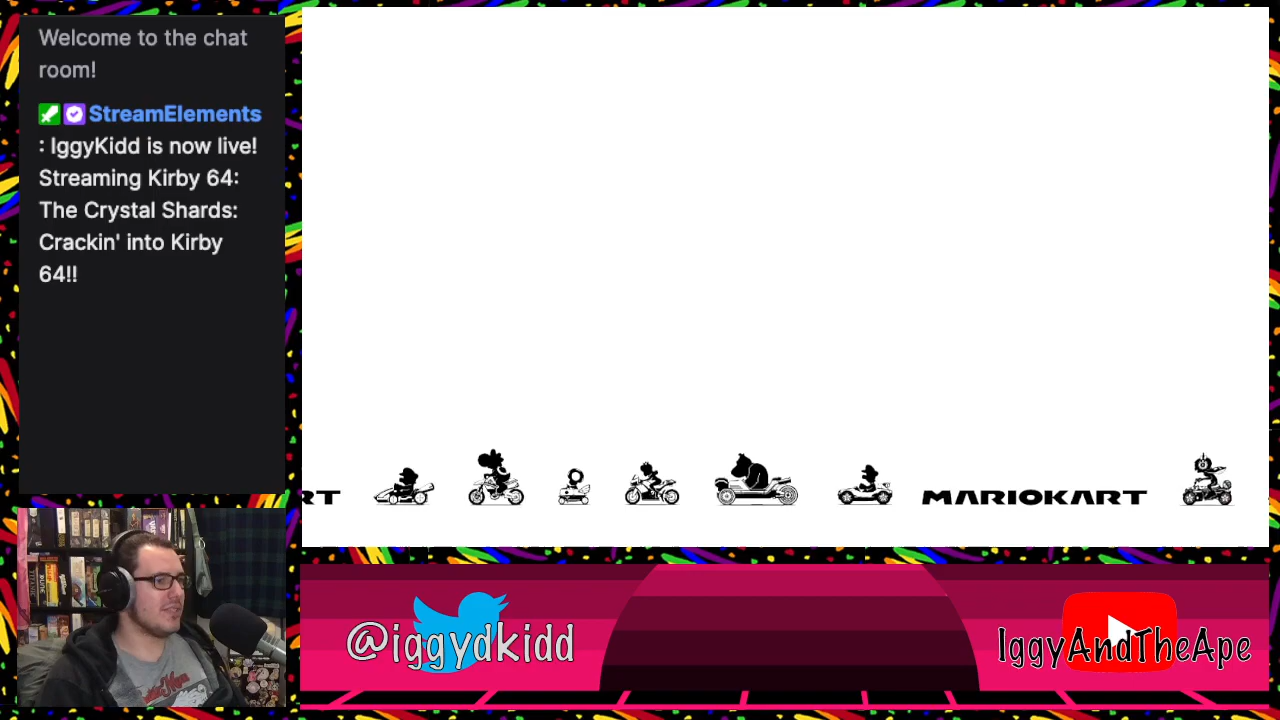 Welcome to the chat
room!
StreamElements
: IggyKidd is now live!
Streaming Kirby 64:
The Crystal Shards:
Crackin' into Kirby
64!!
RT
MARIOKART
@iggydkidd
IggyAndTheApe